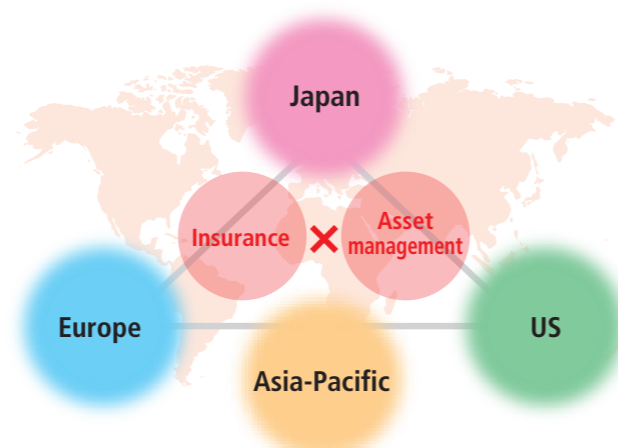 Japan
Insurance
×
Asset
management
Europe
US
Asia-Pacific